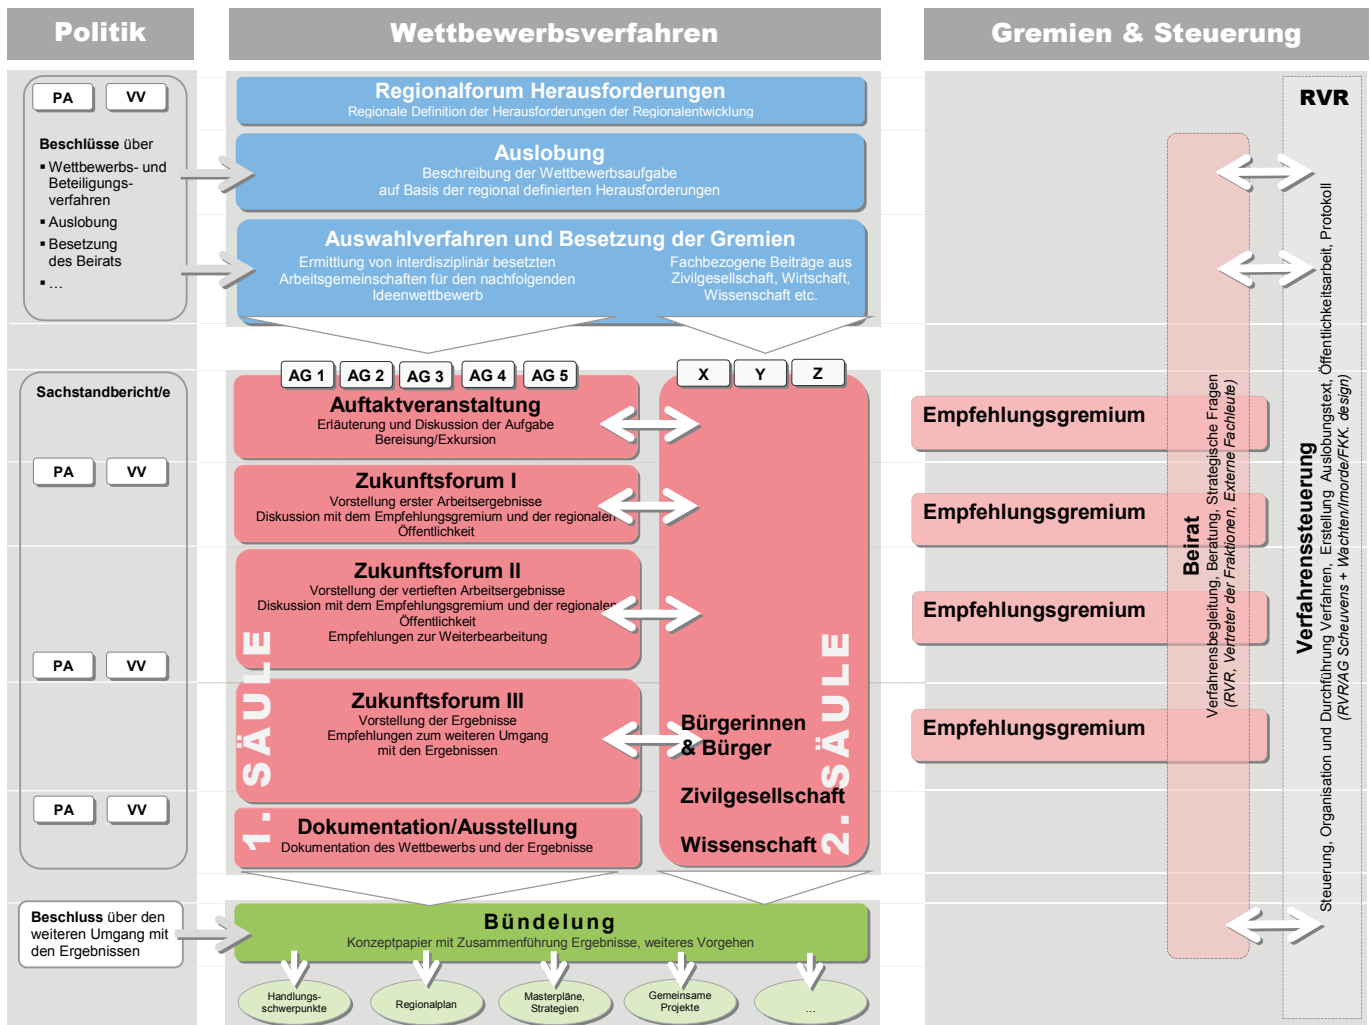 Politik
PA
VV
Beschlüsse über
▪ Wettbewerbs- und
Beteiligungs-
verfahren
▪ Auslobung
▪ Besetzung
des Beirats
▪ …
Sachstandbericht/e
PA
VV
PA
VV
PA
VV
Beschluss über den
weiteren Umgang mit
den Ergebnissen
Wettbewerbsverfahren
Regionalforum Herausforderungen
Regionale Definition der Herausforderungen der Regionalentwicklung
Auslobung
Beschreibung der Wettbewerbsaufgabe
auf Basis der regional definierten Herausforderungen
Auswahlverfahren und Besetzung der Gremien
Ermittlung von interdisziplinär besetzten
Arbeitsgemeinschaften für den nachfolgenden
Ideenwettbewerb
Fachbezogene Beiträge aus
Zivilgesellschaft, Wirtschaft,
Wissenschaft etc.
AG 1
AG 2
AG 3
AG 4
AG 5
X
Y
Z
1. SÄULE
Auftaktveranstaltung
Erläuterung und Diskussion der Aufgabe
Bereisung/Exkursion
Zukunftsforum I
Vorstellung erster Arbeitsergebnisse
Diskussion mit dem Empfehlungsgremium und der regionalen
Öffentlichkeit
Zukunftsforum II
Vorstellung der vertieften Arbeitsergebnisse
Diskussion mit dem Empfehlungsgremium und der regionalen
Öffentlichkeit
Empfehlungen zur Weiterbearbeitung
Zukunftsforum III
Vorstellung der Ergebnisse
Empfehlungen zum weiteren Umgang
mit den Ergebnissen
Dokumentation/Ausstellung
Dokumentation des Wettbewerbs und der Ergebnisse
2. SÄULE
Bürgerinnen
& Bürger
Zivilgesellschaft
Wissenschaft
Bündelung
Konzeptpapier mit Zusammenführung Ergebnisse, weiteres Vorgehen
Handlungs-
schwerpunkte
Regionalplan
Masterpläne,
Strategien
Gemeinsame
Projekte
…
Gremien & Steuerung
Empfehlungsgremium
Empfehlungsgremium
Empfehlungsgremium
Empfehlungsgremium
Beirat
Verfahrensbegleitung, Beratung, Strategische Fragen
(RVR, Vertreter der Fraktionen, Externe Fachleute)
RVR
Verfahrenssteuerung
Steuerung, Organisation und Durchführung Verfahren, Erstellung Auslobungstext, Öffentlichkeitsarbeit, Protokoll
(RVR/AG Scheuvens + Wachten/Imorde/FKK. design)